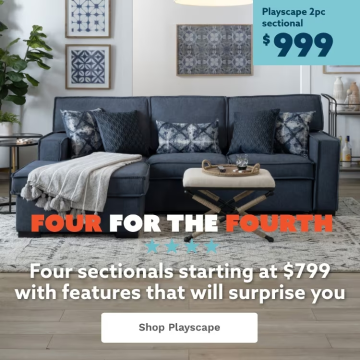 Playscape 2pc
sectional
$999
FOUR FOR THE FOURTH
Four sectionals starting at $799
with features that will surprise you
Shop Playscape